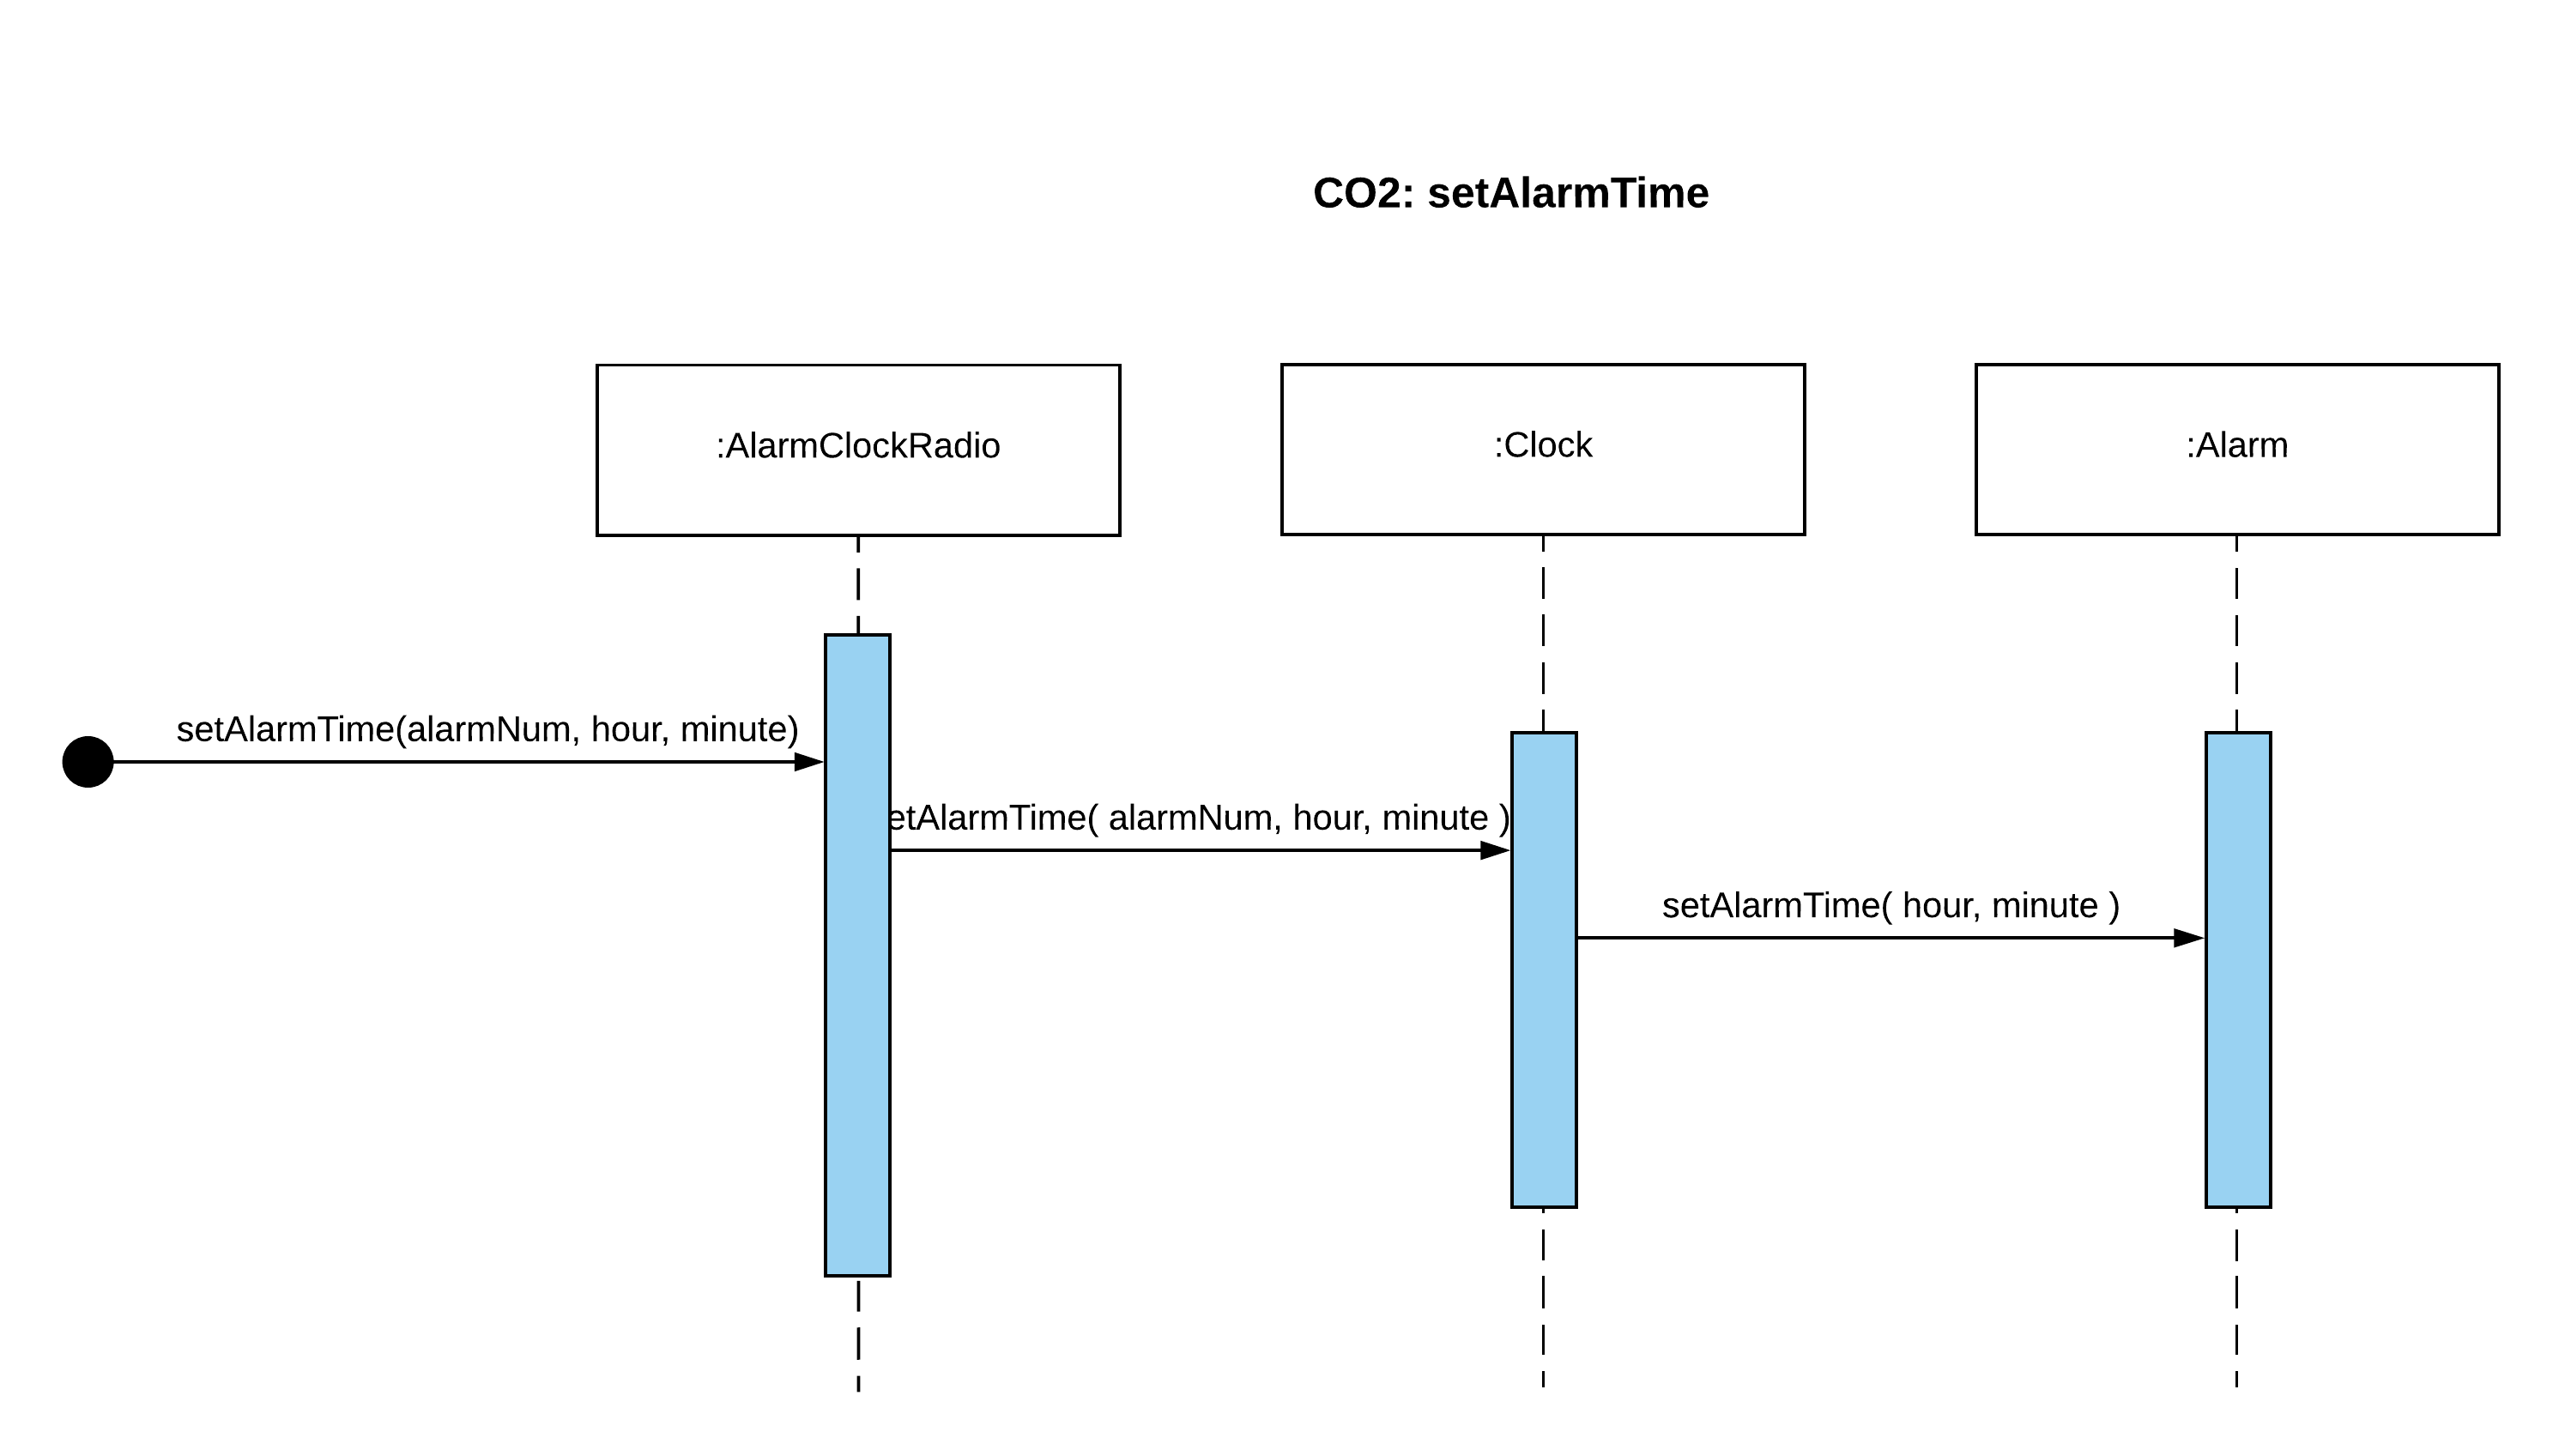 CO2: setAlarmTime
:AlarmClockRadio
:Clock
:Alarm
setAlarmTime(alarmNum, hour, minute)
etAlarmTime( alarmNum, hour, minute )
setAlarmTime( hour, minute )